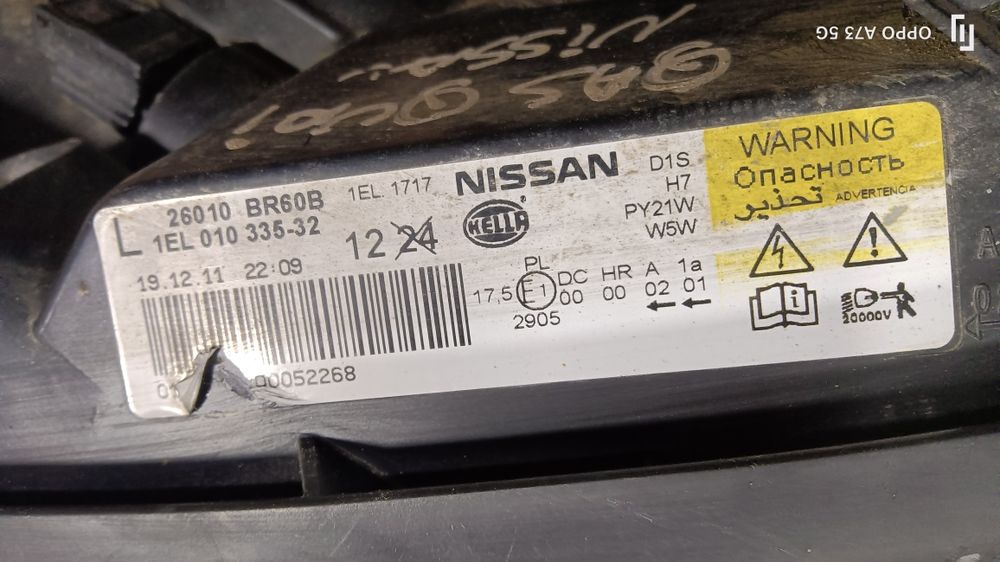 OPPO A73 5G
Nissan
L
26010 BR60B
1EL. 1717
1EL 010 335-32
12 24
NISSAN
HELLA
D1S
H7
PY21W
W5W
WARNING
Опасность
تحذير
ADVERTENCIA
19.12.11 22:09
17,5
PL
E1
2905
DC
00
HR
00
A
02
1a
01
i
20000V
00052268
A